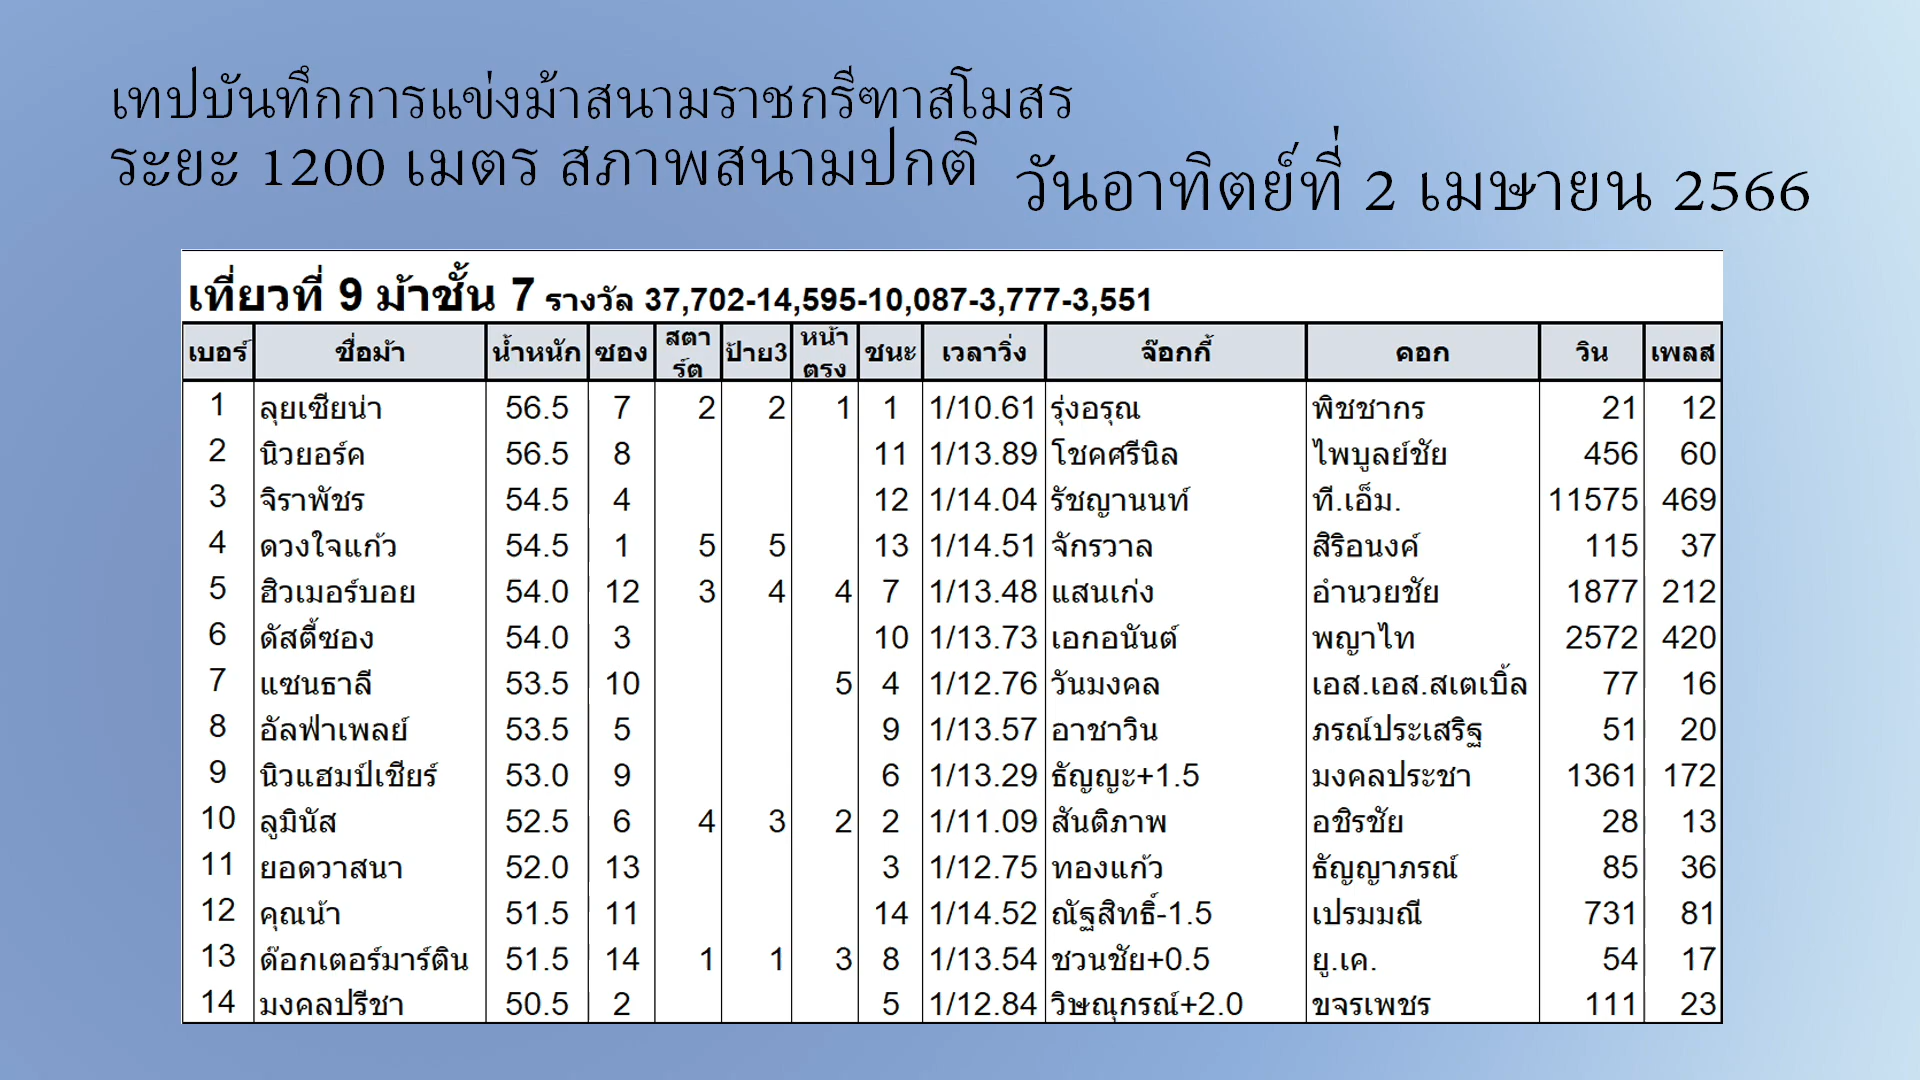 เทปบันทึกการแข่งม้าสนามราชกรีฑาสโมสร
ระยะ 1200 เมตร สภาพสนามปกติ วันอาทิตย์ที่ 2 เมษายน 2566
เที่ยวที่ 9 ม้าชั้น 7 รางวัล 37,702-14,595-10,087-3,777-3,551
เบอร์ ชื่อม้า น้ำหนัก ซอง สตาร์ต ป้าย3 หน้าตรง ชนะ เวลาวิ่ง จ๊อกกี้ คอก วิน เพลส
1 ลุยเซียน่า 56.5 7 2 2 1 1 1/10.61 รุ่งอรุณ พิชชากร 21 12
2 นิวยอร์ค 56.5 8 11 1/13.89 โชคศรีนิล ไพบูลย์ชัย 456 60
3 จิราพัชร 54.5 4 12 1/14.04 รัชญานนท์ ที.เอ็ม. 11575 469
4 ดวงใจแก้ว 54.5 1 5 5 13 1/14.51 จักรวาล สิริอนงค์ 115 37
5 ฮิวเมอร์บอย 54.0 12 3 4 4 7 1/13.48 แสนเก่ง อำนวยชัย 1877 212
6 ดัสตี้ซอง 54.0 3 10 1/13.73 เอกอนันต์ พญาไท 2572 420
7 แซนธาลี 53.5 10 5 4 1/12.76 วันมงคล เอส.เอส.สเตเบิ้ล 77 16
8 อัลฟ่าเพลย์ 53.5 5 9 1/13.57 อาชาวิน ภรณ์ประเสริฐ 51 20
9 นิวแฮมป์เชียร์ 53.0 9 6 1/13.29 ธัญญะ+1.5 มงคลประชา 1361 172
10 ลูมินัส 52.5 6 4 3 2 2 1/11.09 สันติภาพ อชิรชัย 28 13
11 ยอดวาสนา 52.0 13 3 1/12.75 ทองแก้ว ธัญญาภรณ์ 85 36
12 คุณน้า 51.5 11 14 1/14.52 ณัฐสิทธิ์-1.5 เปรมมณี 731 81
13 ด๊อกเตอร์มาร์ติน 51.5 14 1 1 3 8 1/13.54 ชวนชัย+0.5 ยู.เค. 54 17
14 มงคลปรีชา 50.5 2 5 1/12.84 วิษณุกรณ์+2.0 ขจรเพชร 111 23